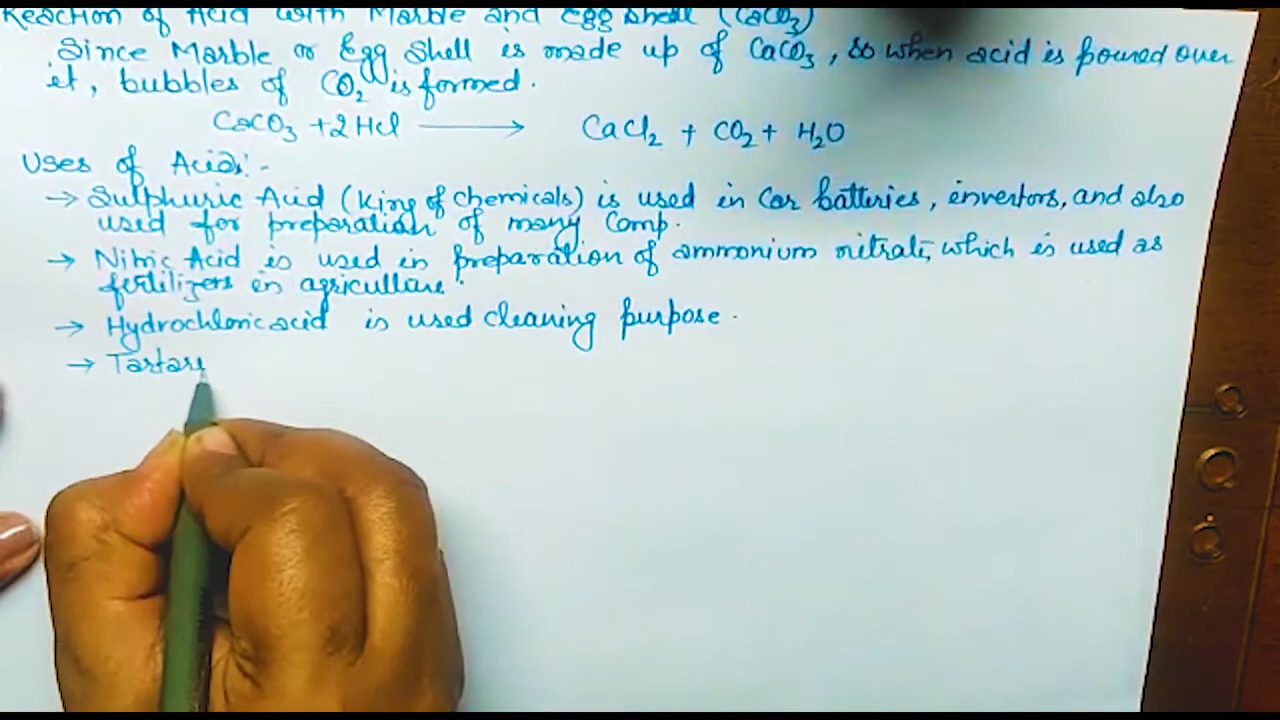 Reaction of Acid with Marble and Egg shell (CaCO₃)
Since Marble or Egg Shell is made up of CaCO₃, so when acid is poured over
it, bubbles of CO₂ is formed.
CaCO₃ + 2HCl ⟶ CaCl₂ + CO₂ + H₂O
Uses of Acid:-
→ Sulphuric Acid (King of chemicals) is used in Car batteries, invertors, and also
used for preparation of many Comp.
→ Nitric Acid is used in preparation of ammonium nitrate, which is used as
fertilizers in agriculture.
→ Hydrochloric acid is used cleaning purpose.
→ Tartari